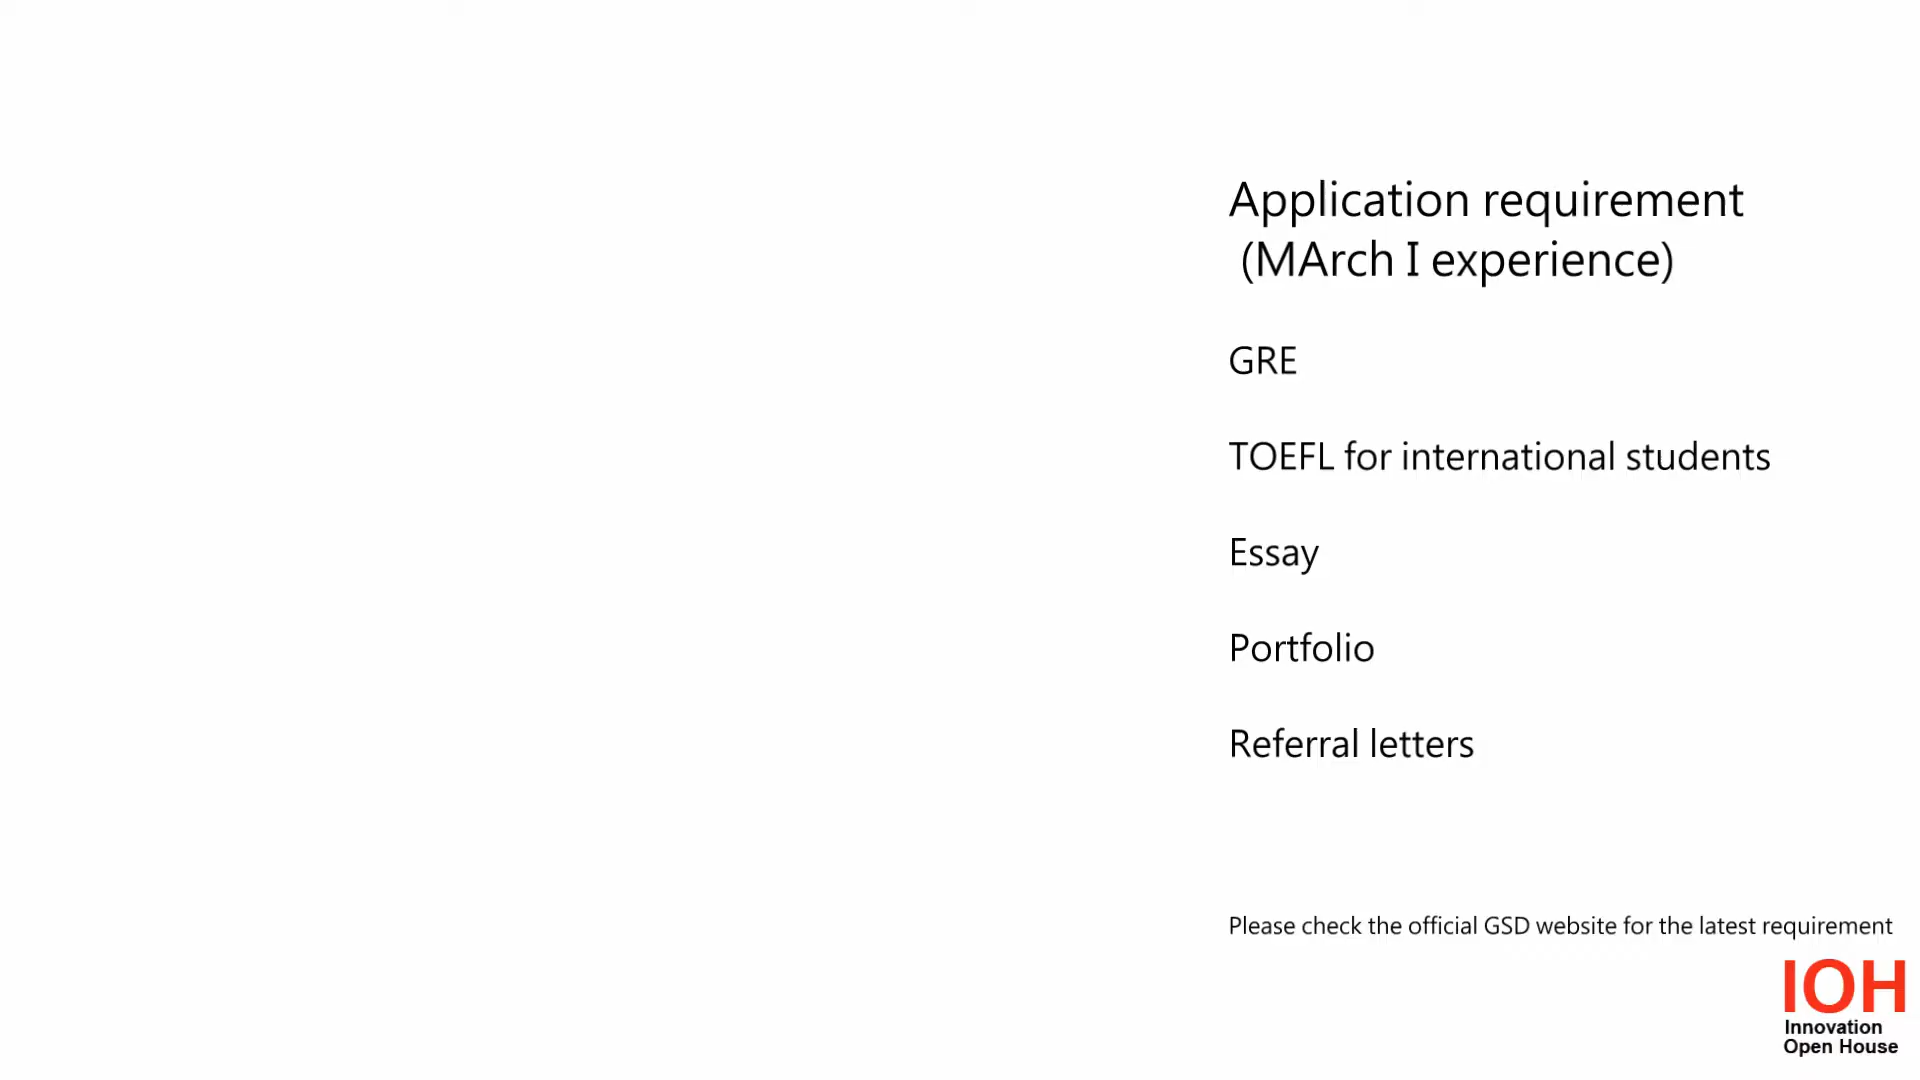 Application requirement
(MArch I experience)
GRE
TOEFL for international students
Essay
Portfolio
Referral letters
Please check the official GSD website for the latest requirement
IOH
Innovation
Open House